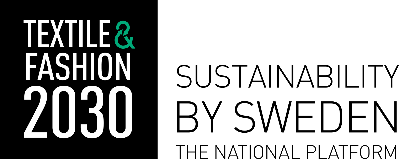 TEXTILE &
FASHION
2030
SUSTAINABILITY
BY SWEDEN
THE NATIONAL PLATFORM